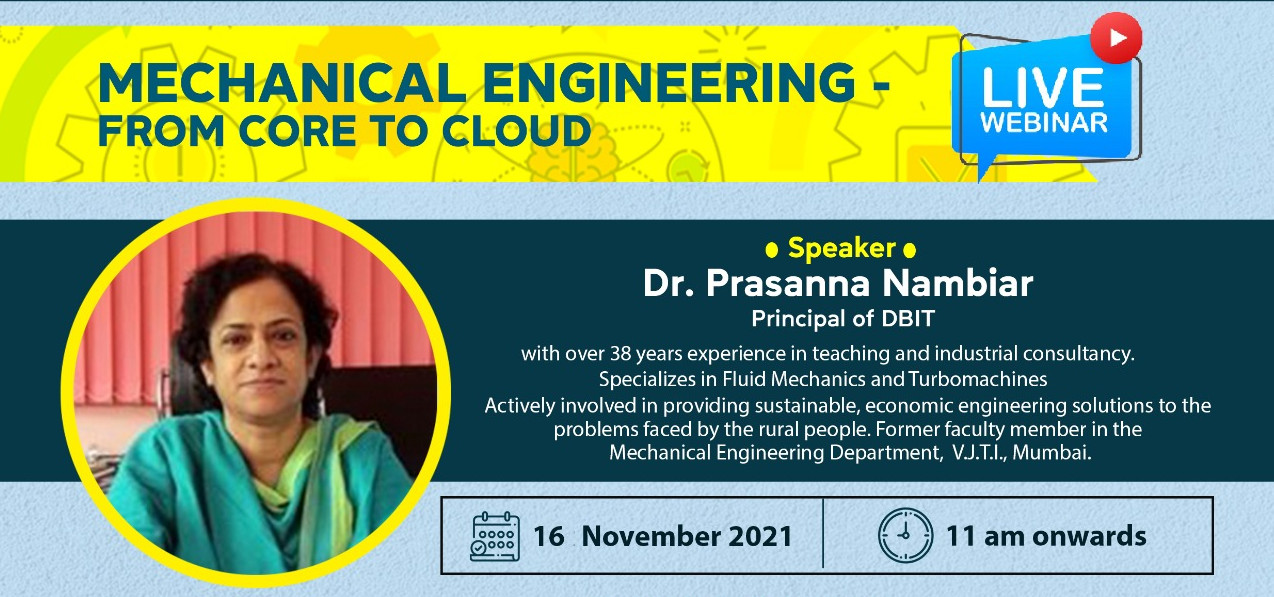 MECHANICAL ENGINEERING -
FROM CORE TO CLOUD
LIVE
WEBINAR
Speaker
Dr. Prasanna Nambiar
Principal of DBIT
with over 38 years experience in teaching and industrial consultancy.
Specializes in Fluid Mechanics and Turbomachines
Actively involved in providing sustainable, economic engineering solutions to the
problems faced by the rural people. Former faculty member in the
Mechanical Engineering Department, V.J.T.I., Mumbai.
16 November 2021
11 am onwards